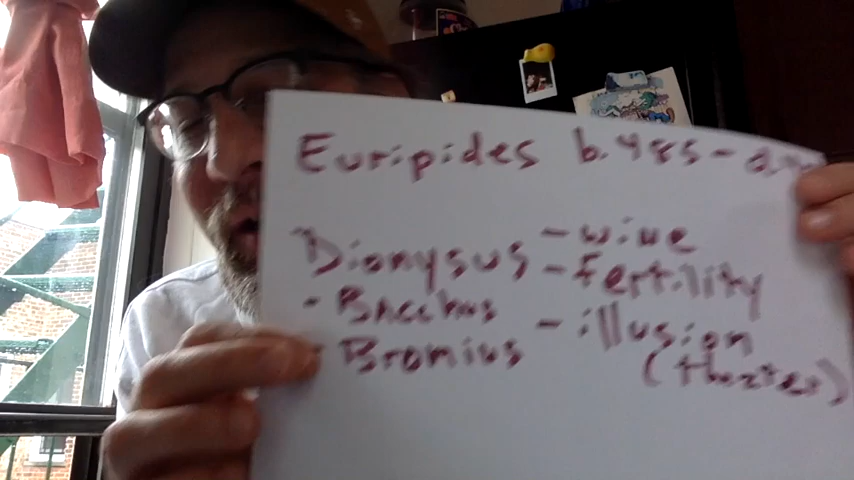 Euripides b. 485-
Dionysus - wine
- fertility
- Bacchus
- illusion
- Bromius
(theater)